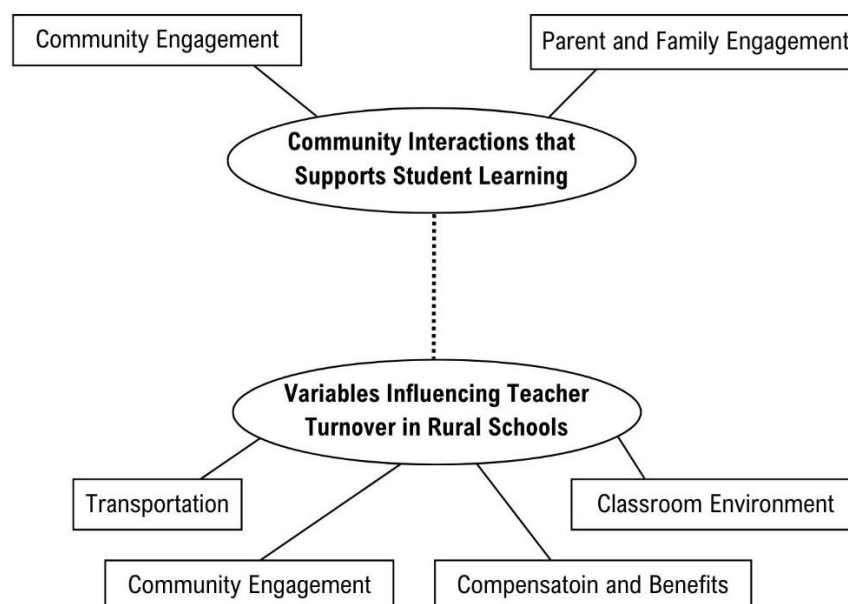 Community Engagement
Parent and Family Engagement
Community Interactions that
Supports Student Learning
Variables Influencing Teacher
Turnover in Rural Schools
Transportation
Classroom Environment
Community Engagement
Compensatoin and Benefits